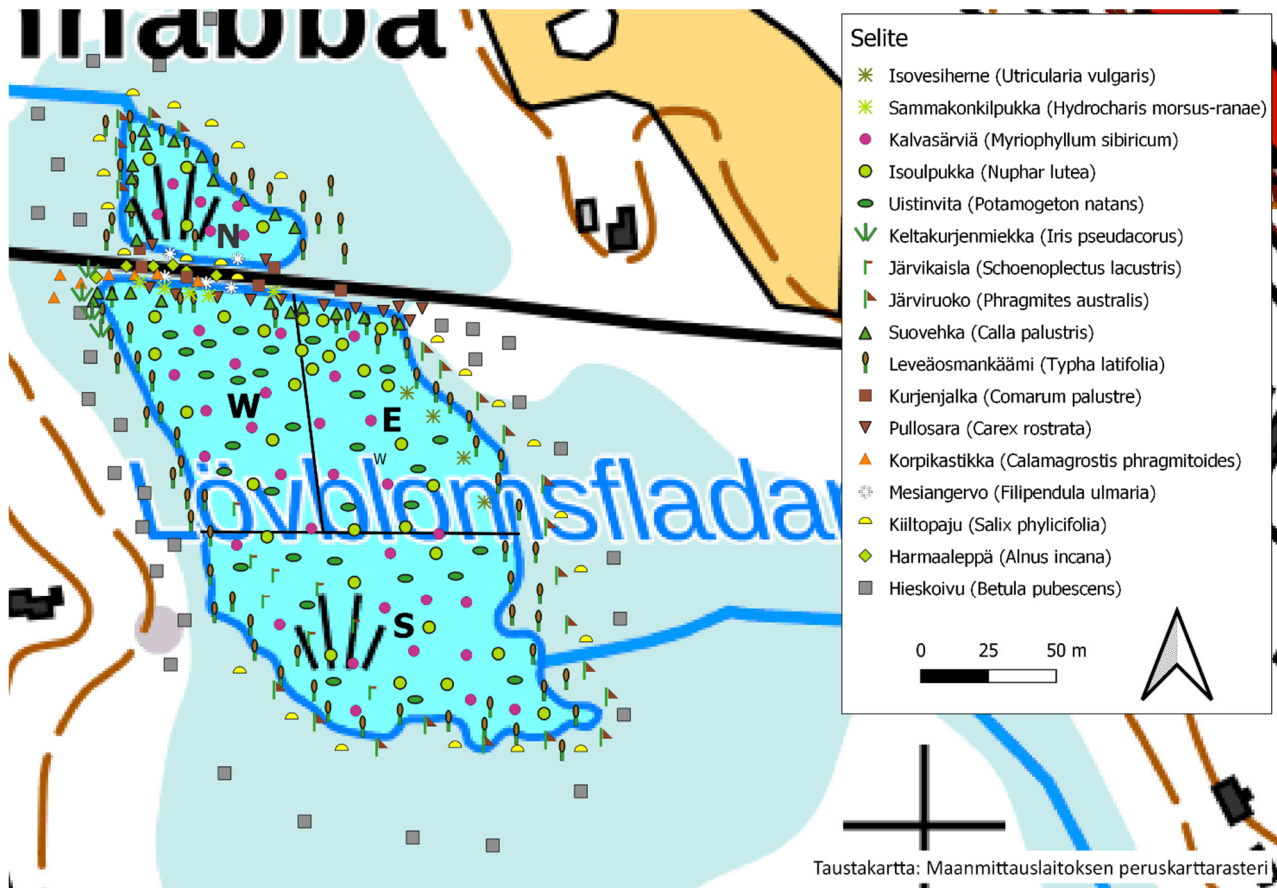 mabba
Selite
Isovesiherne (Utricularia vulgaris)
Sammakonkilpukka (Hydrocharis morsus-ranae)
Kalvasärviä (Myriophyllum sibiricum)
Isoulpukka (Nuphar lutea)
Uistinvita (Potamogeton natans)
Keltakurjenmiekka (Iris pseudacorus)
Järvikaisla (Schoenoplectus lacustris)
Järviruoko (Phragmites australis)
Suovehka (Calla palustris)
Leveäosmankäämi (Typha latifolia)
Kurjenjalka (Comarum palustre)
Pullosara (Carex rostrata)
Korpikastikka (Calamagrostis phragmitoides)
Mesiangervo (Filipendula ulmaria)
Kiiltopaju (Salix phylicifolia)
Harmaaleppä (Alnus incana)
Hieskoivu (Betula pubescens)
0 25 50 m
N
W
E
W
Lövblomsfladan
S
Taustakartta: Maanmittauslaitoksen peruskarttarasteri